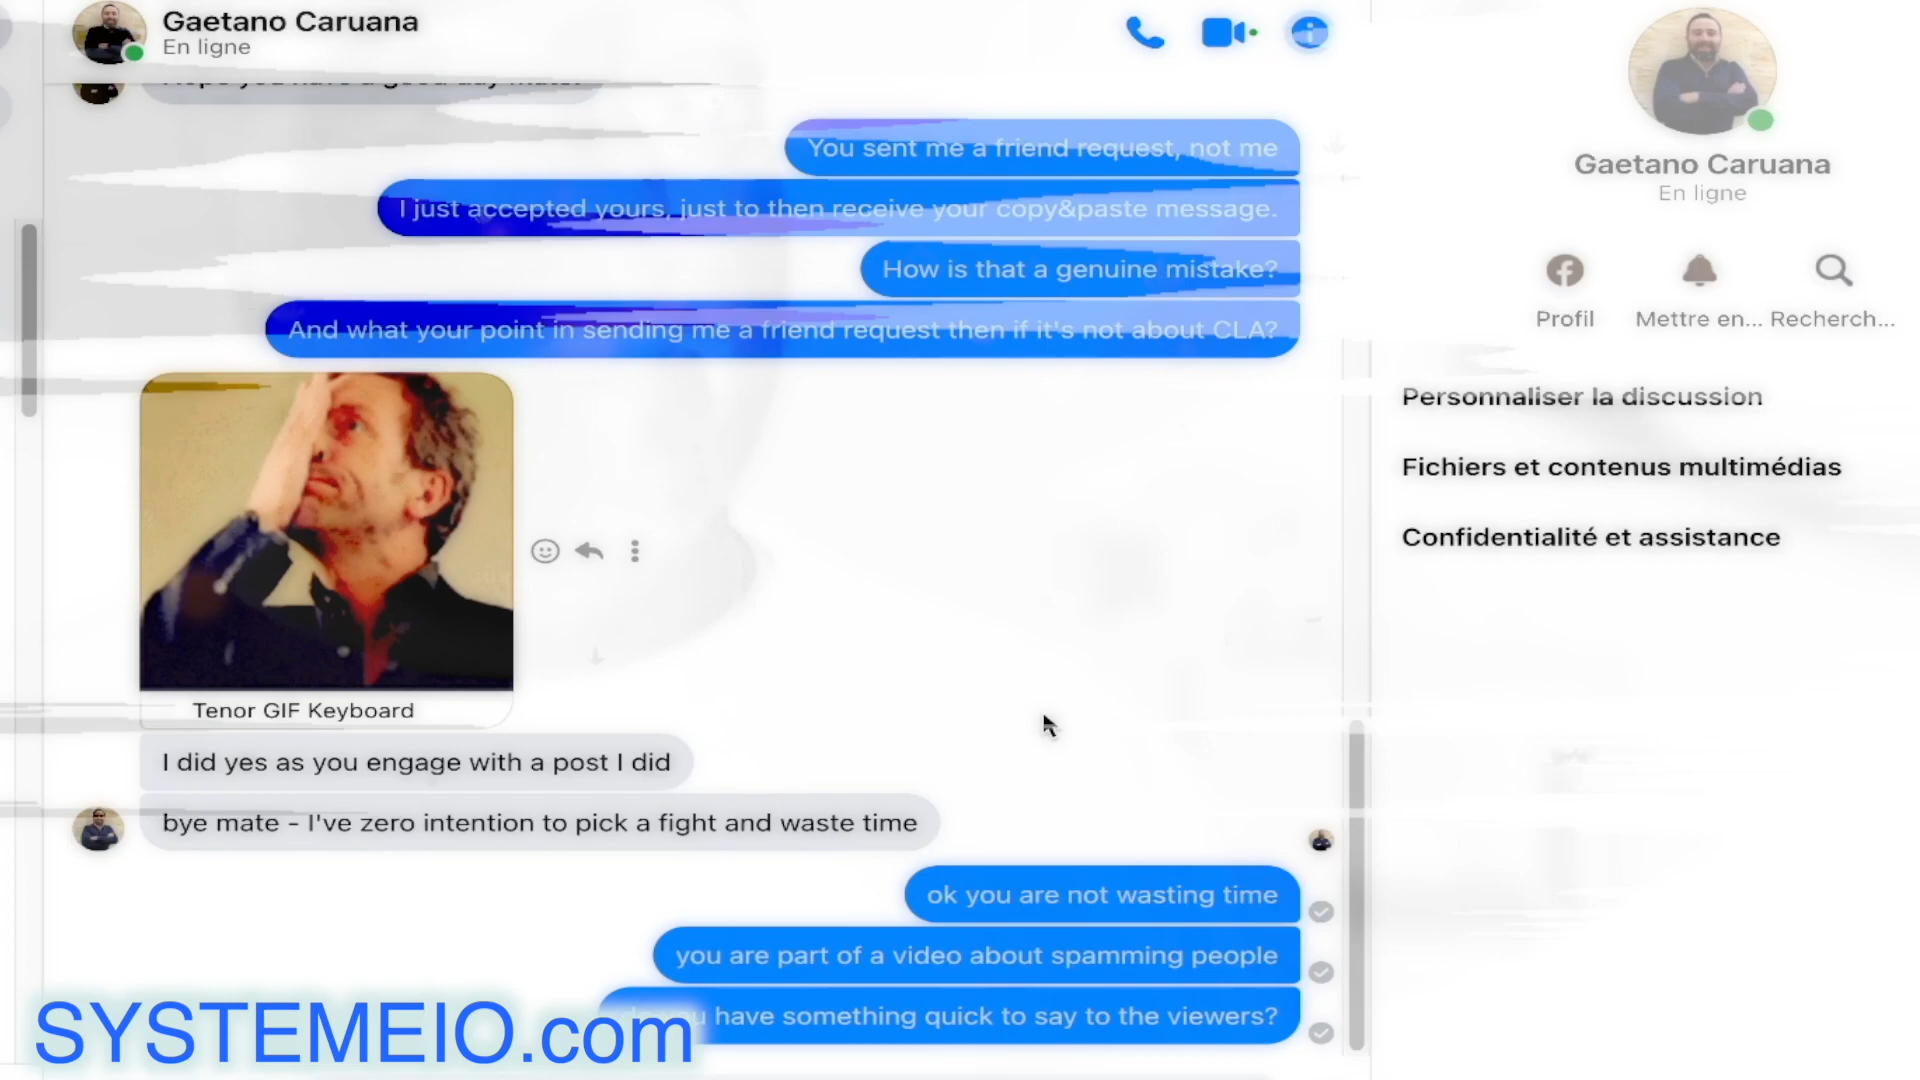 Gaetano Caruana
En ligne
you have a good day mate!
You sent me a friend request, not me
I just accepted yours, just to then receive your copy&paste message.
How is that a genuine mistake?
And what your point in sending me a friend request then if it's not about CLA?
Tenor GIF Keyboard
I did yes as you engage with a post I did
bye mate - I've zero intention to pick a fight and waste time
ok you are not wasting time
you are part of a video about spamming people
have something quick to say to the viewers?
SYSTEMEIO.com
Gaetano Caruana
En ligne
Profil
Mettre en...
Recherch...
Personnaliser la discussion
Fichiers et contenus multimédias
Confidentialité et assistance